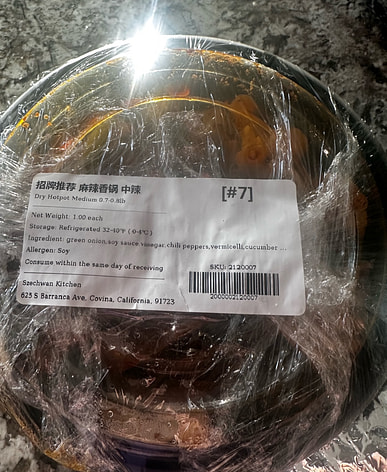 招牌推荐 麻辣香锅 中辣
[#7]
Dry Hotpot Medium 0.7-0.8lb
Net Weight: 1.00 each
Storage: Refrigerated 32-40°F ( 0-4°C)
Ingredient: green onion,soy sauce vinegar,chili peppers,vermicelli,cucumber ...
Allergen: Soy
Consume within the same day of receiving
SKU: 2120007
2000002120007
Szechwan Kitchen
625 S Barranca Ave, Covina, California, 91723